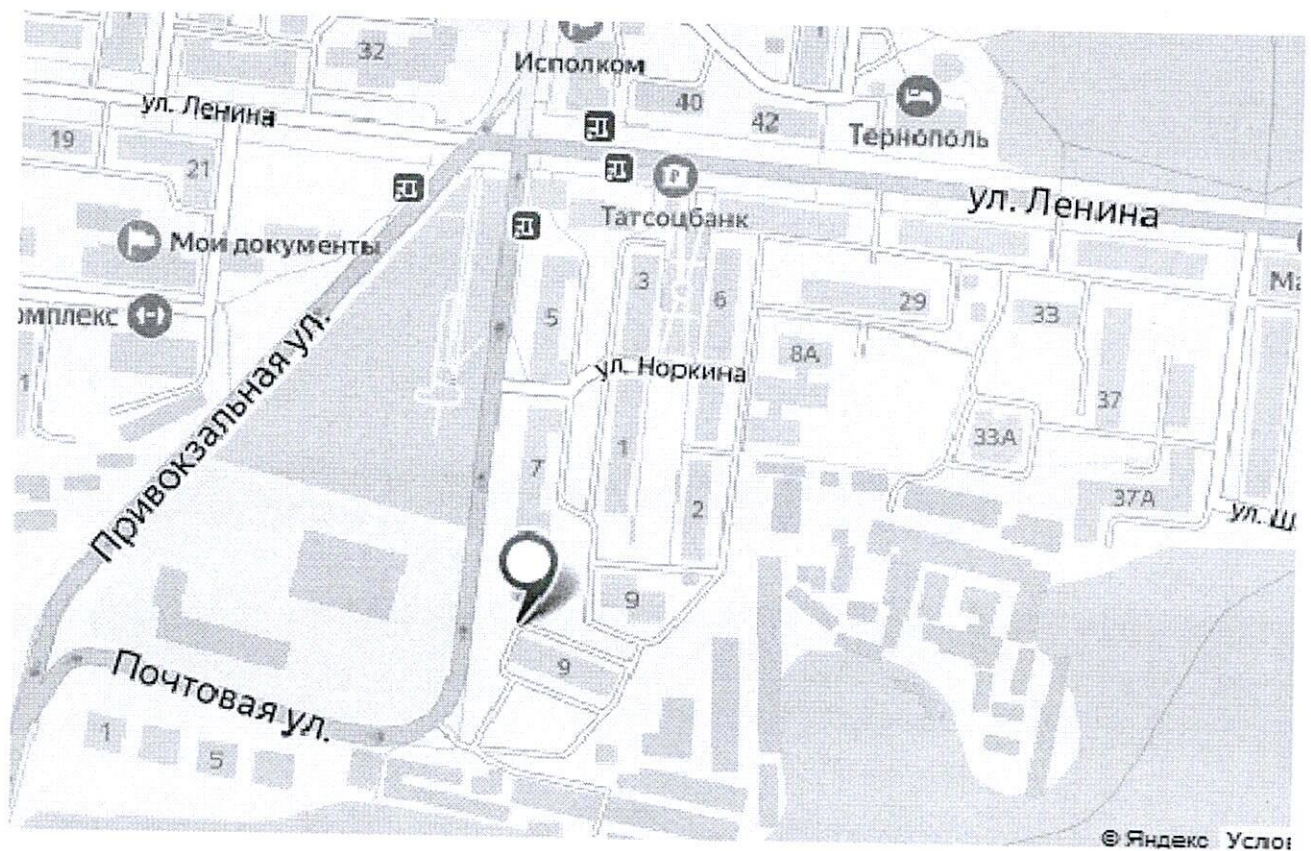 32
Исполком
ул. Ленина
40
42
Тернополь
19
21
Татсоцбанк
ул. Ленина
Мои документы
3
6
5
29
33
омплекс
8А
ул. Норкина
Привокзальная ул.
37
33А
1
7
2
37А
ул. Ш
9
9
Почтовая ул.
1
5
© Яндекс Услов